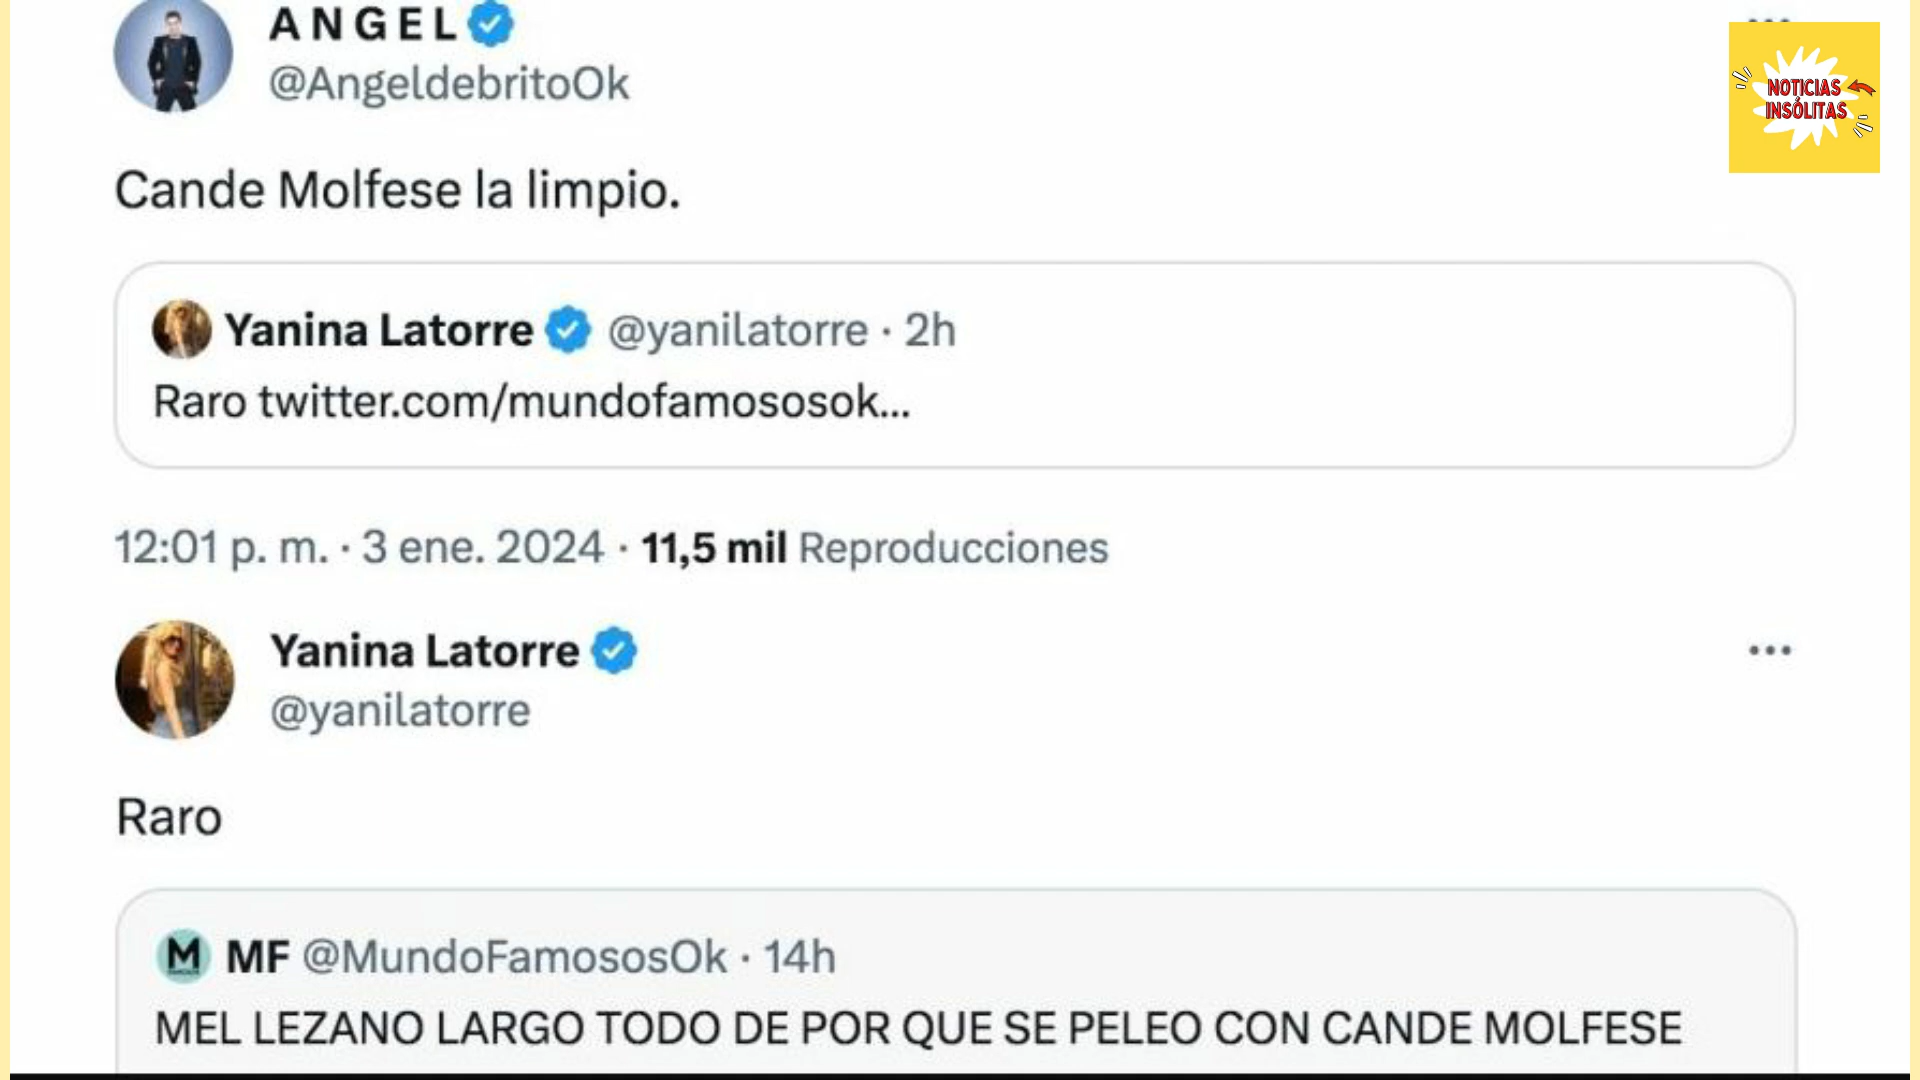 A N G E L
@AngeldebritoOk
NOTICIAS
INSÓLITAS
Cande Molfese la limpio.
Yanina Latorre @yanilatorre · 2h
Raro twitter.com/mundofamososok...
12:01 p. m. · 3 ene. 2024 · 11,5 mil Reproducciones
Yanina Latorre
@yanilatorre
Raro
M MF @MundoFamososOk · 14h
MEL LEZANO LARGO TODO DE POR QUE SE PELEO CON CANDE MOLFESE